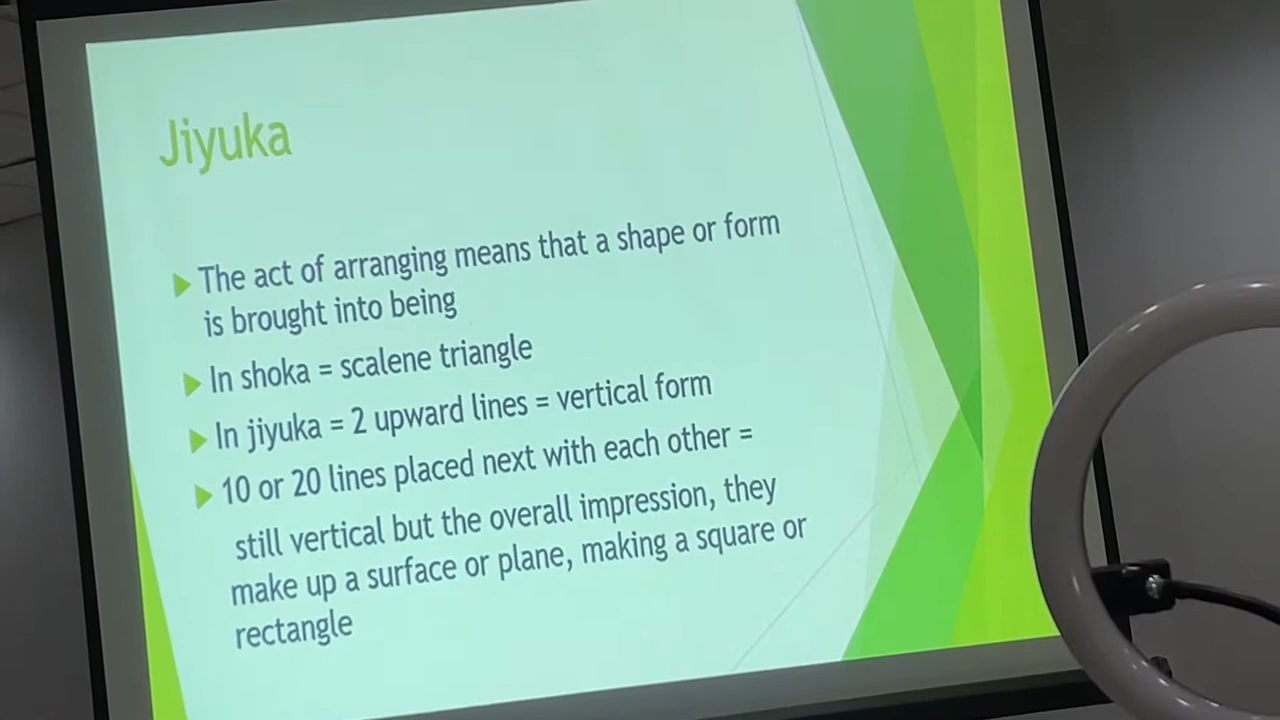 Jiyuka
The act of arranging means that a shape or form
is brought into being
In shoka = scalene triangle
In jiyuka = 2 upward lines = vertical form
10 or 20 lines placed next with each other =
still vertical but the overall impression, they
make up a surface or plane, making a square or
rectangle